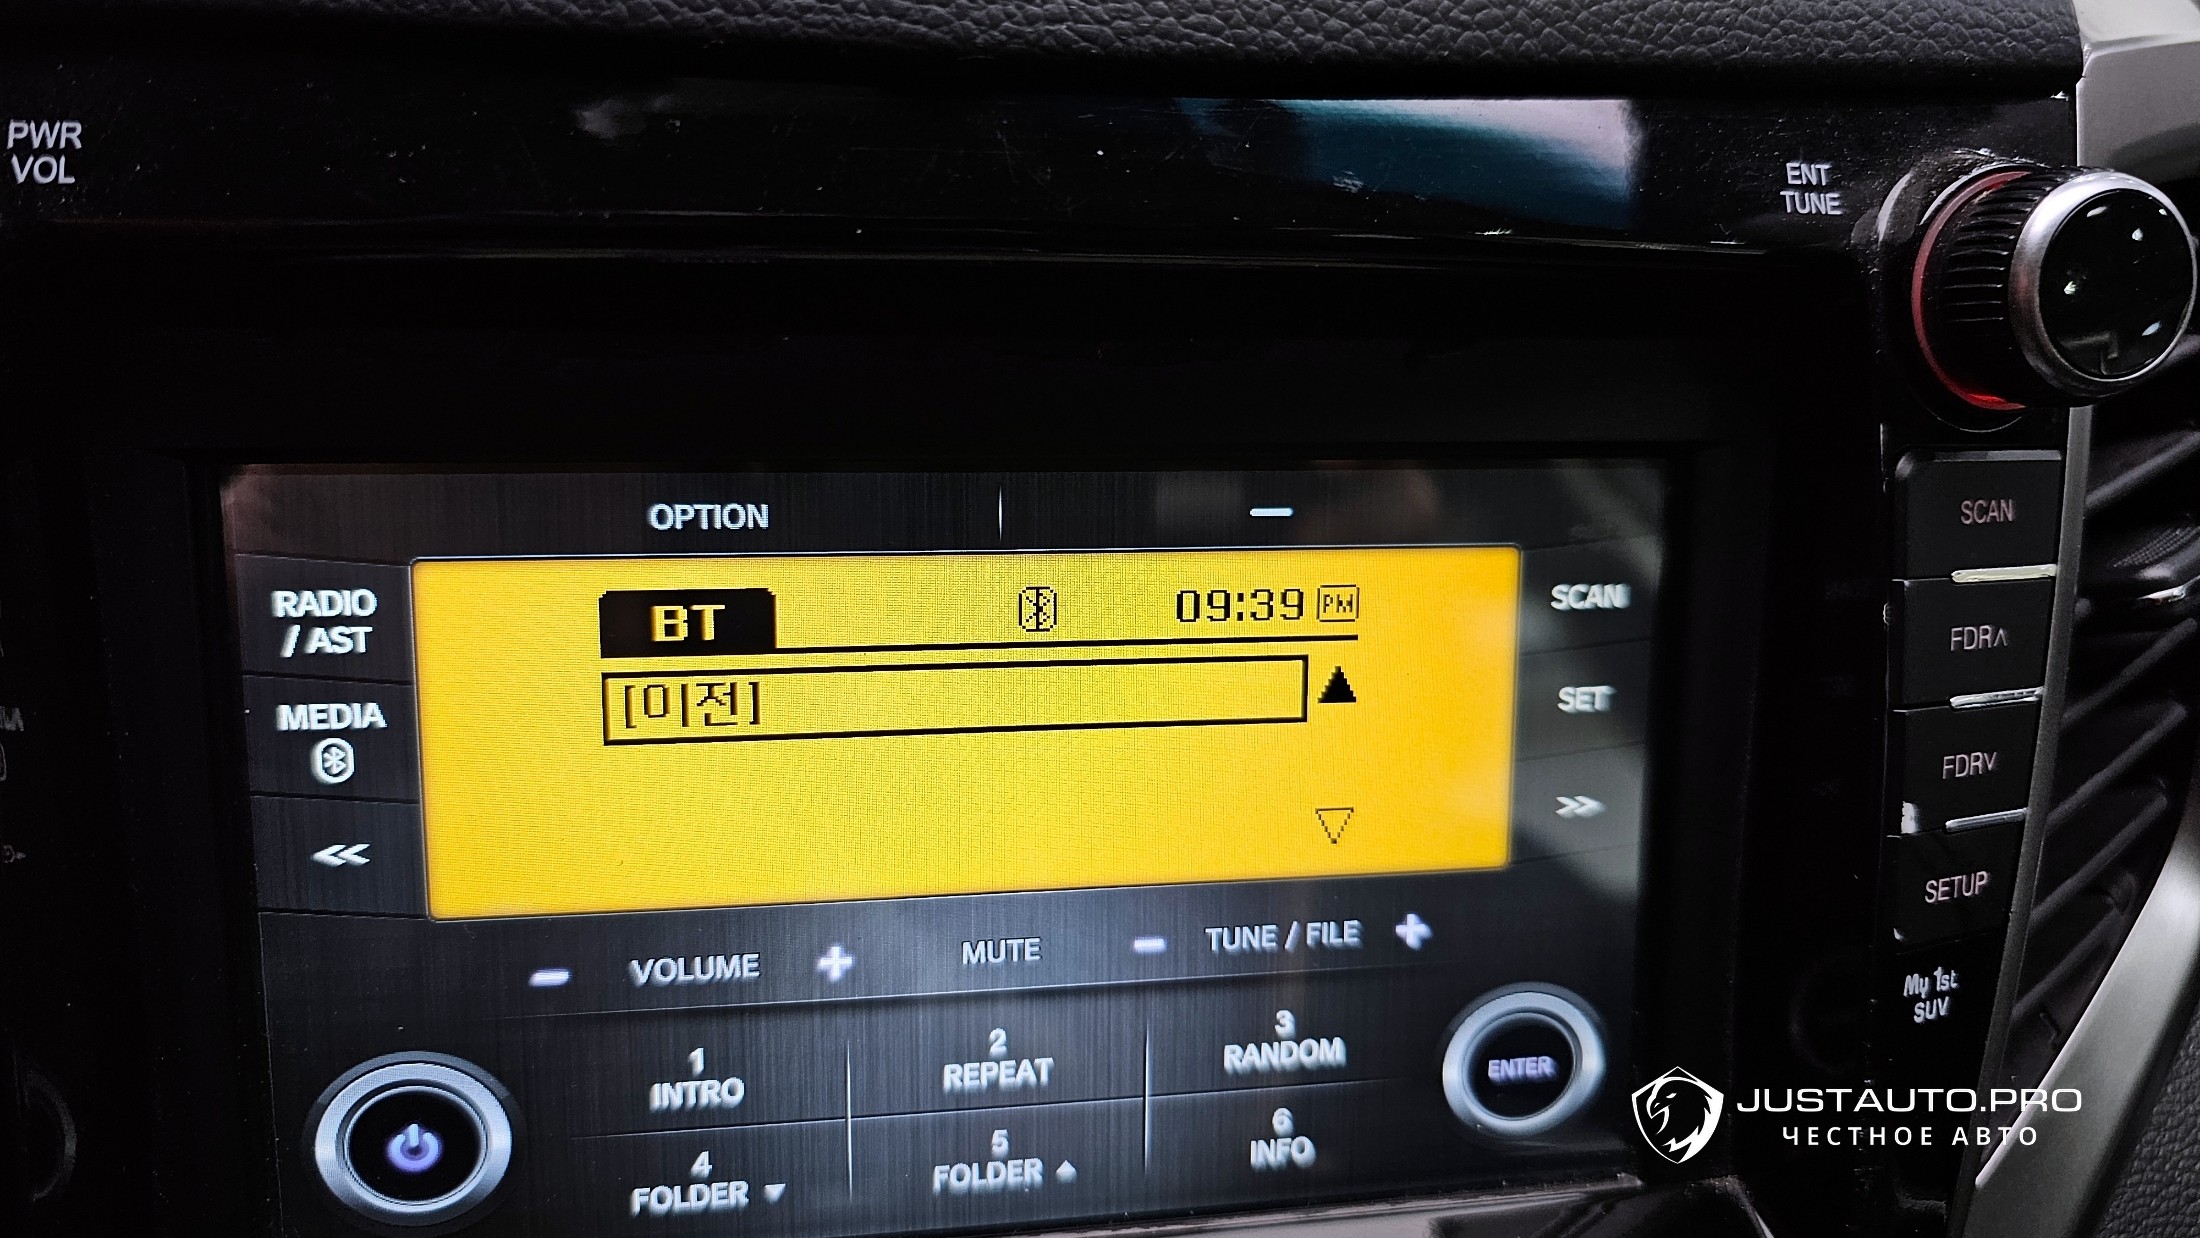 PWR
VOL
ENT
TUNE
OPTION
RADIO
/ AST
BT
09:39 PM
SCAN
SCAN
[이전]
SET
FDR∧
MEDIA
<<
>>
FDR∨
- VOLUME +
MUTE
- TUNE / FILE +
SETUP
My 1st
SUV
1
INTRO
2
REPEAT
3
RANDOM
ENTER
4
FOLDER ▼
5
FOLDER ▲
6
INFO
JUSTAUTO.PRO
ЧЕСТНОЕ АВТО